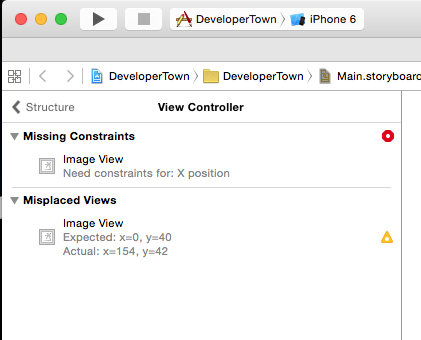 DeveloperTown iPhone 6
DeveloperTown DeveloperTown Main.storyboard
Structure View Controller
Missing Constraints
Image View
Need constraints for: X position
Misplaced Views
Image View
Expected: x=0, y=40
Actual: x=154, y=42